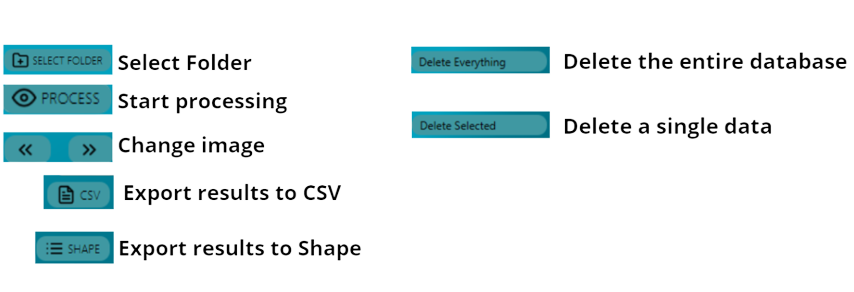 SELECT FOLDER Select Folder
PROCESS Start processing
Change image
CSV Export results to CSV
SHAPE Export results to Shape
Delete Everything Delete the entire database
Delete Selected Delete a single data